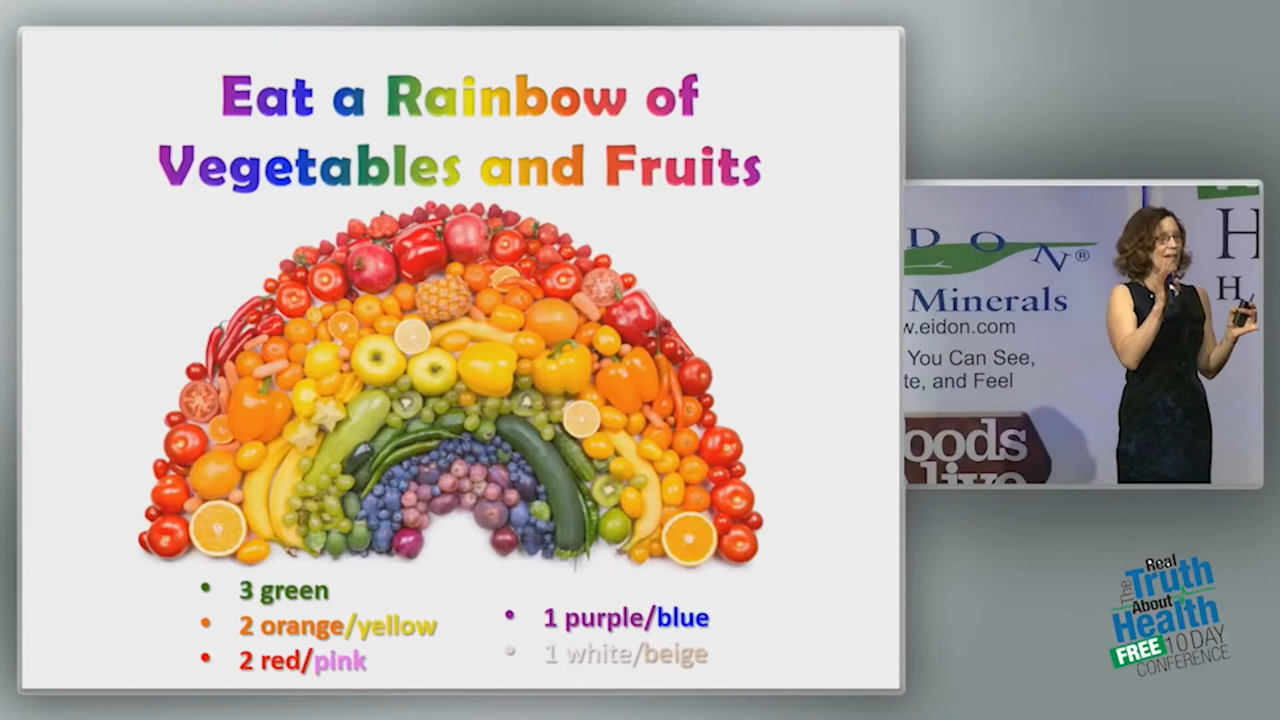 Eat a Rainbow of
Vegetables and Fruits
• 3 green
• 2 orange/yellow
• 2 red/pink
• 1 purple/blue
• 1 white/beige
DON®
Minerals
w.eidon.com
You Can See,
te, and Feel
oods
live
H
H
The Real
Truth
About
Health
FREE 10 DAY
CONFERENCE